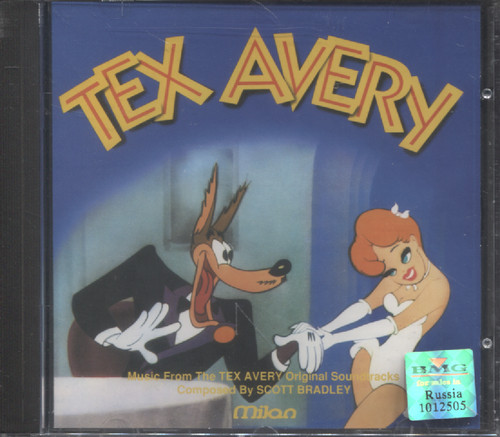 TEX AVERY
Music From The TEX AVERY Original Soundtracks
Composed By SCOTT BRADLEY
Milan
BMG
for sales in
Russia
1012505